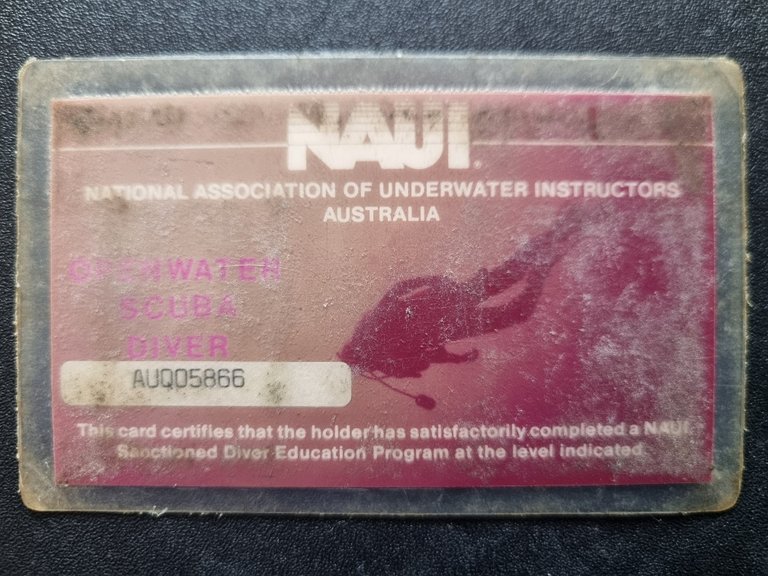 NAUI®
NATIONAL ASSOCIATION OF UNDERWATER INSTRUCTORS
AUSTRALIA
OPENWATER
SCUBA
DIVER
AUQ05866
This card certifies that the holder has satisfactorily completed a NAUI
Sanctioned Diver Education Program at the level indicated